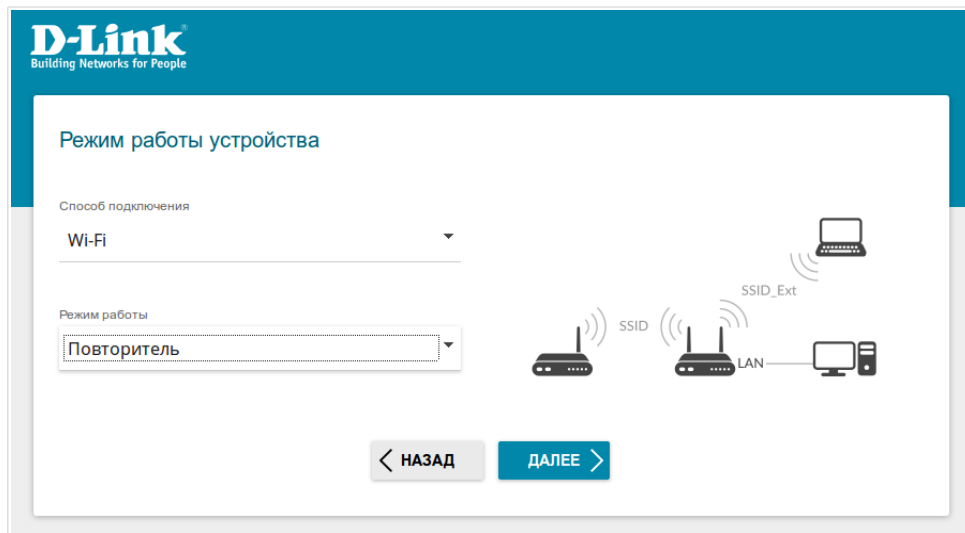 D-Link
Building Networks for People
Режим работы устройства
Способ подключения
Wi-Fi
Режим работы
Повторитель
SSID
SSID_Ext
LAN
НАЗАД
ДАЛЕЕ